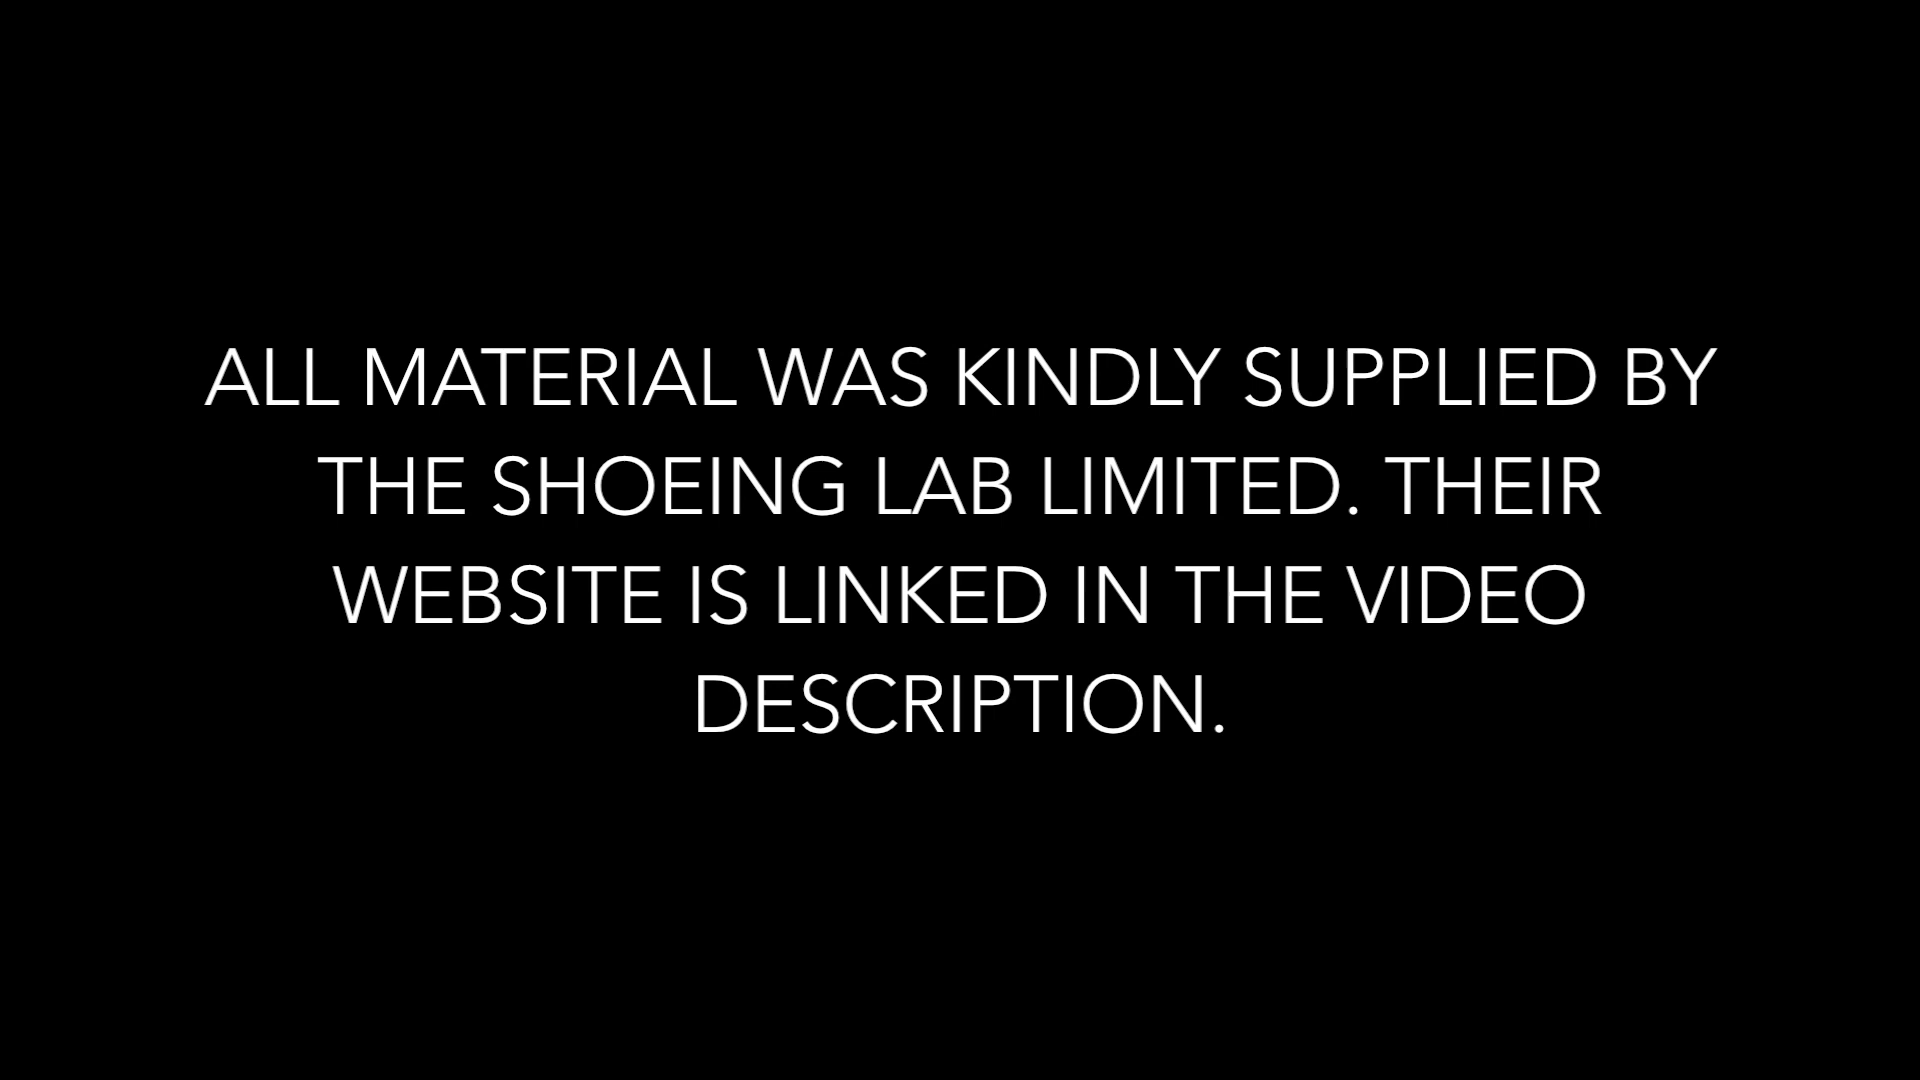 ALL MATERIAL WAS KINDLY SUPPLIED BY
THE SHOEING LAB LIMITED. THEIR
WEBSITE IS LINKED IN THE VIDEO
DESCRIPTION.